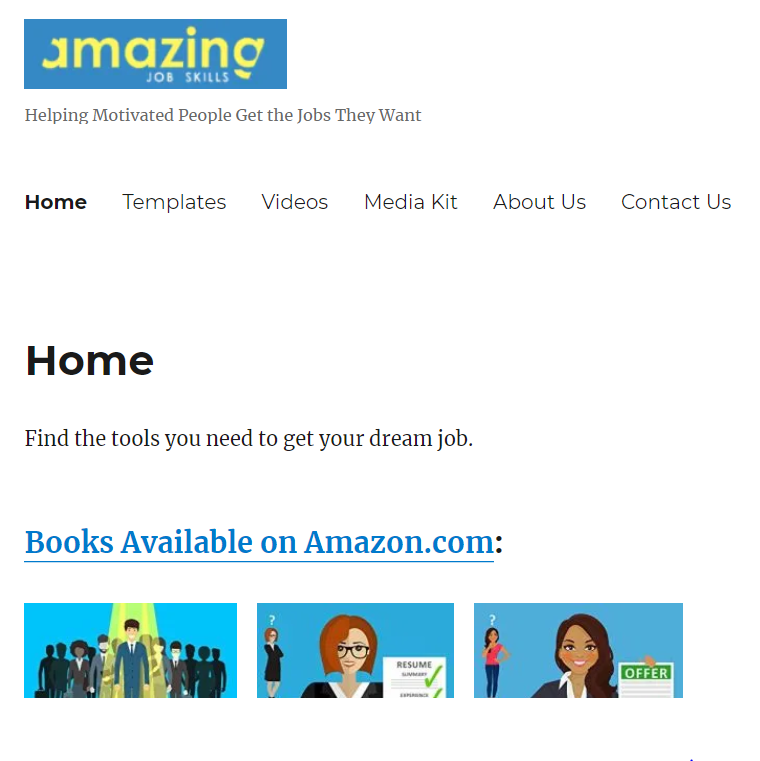 amazing
JOB SKILLS
Helping Motivated People Get the Jobs They Want
Home Templates Videos Media Kit About Us Contact Us
Home
Find the tools you need to get your dream job.
Books Available on Amazon.com:
?
RESUME
SUMMARY
EXPERIENCE
?
OFFER